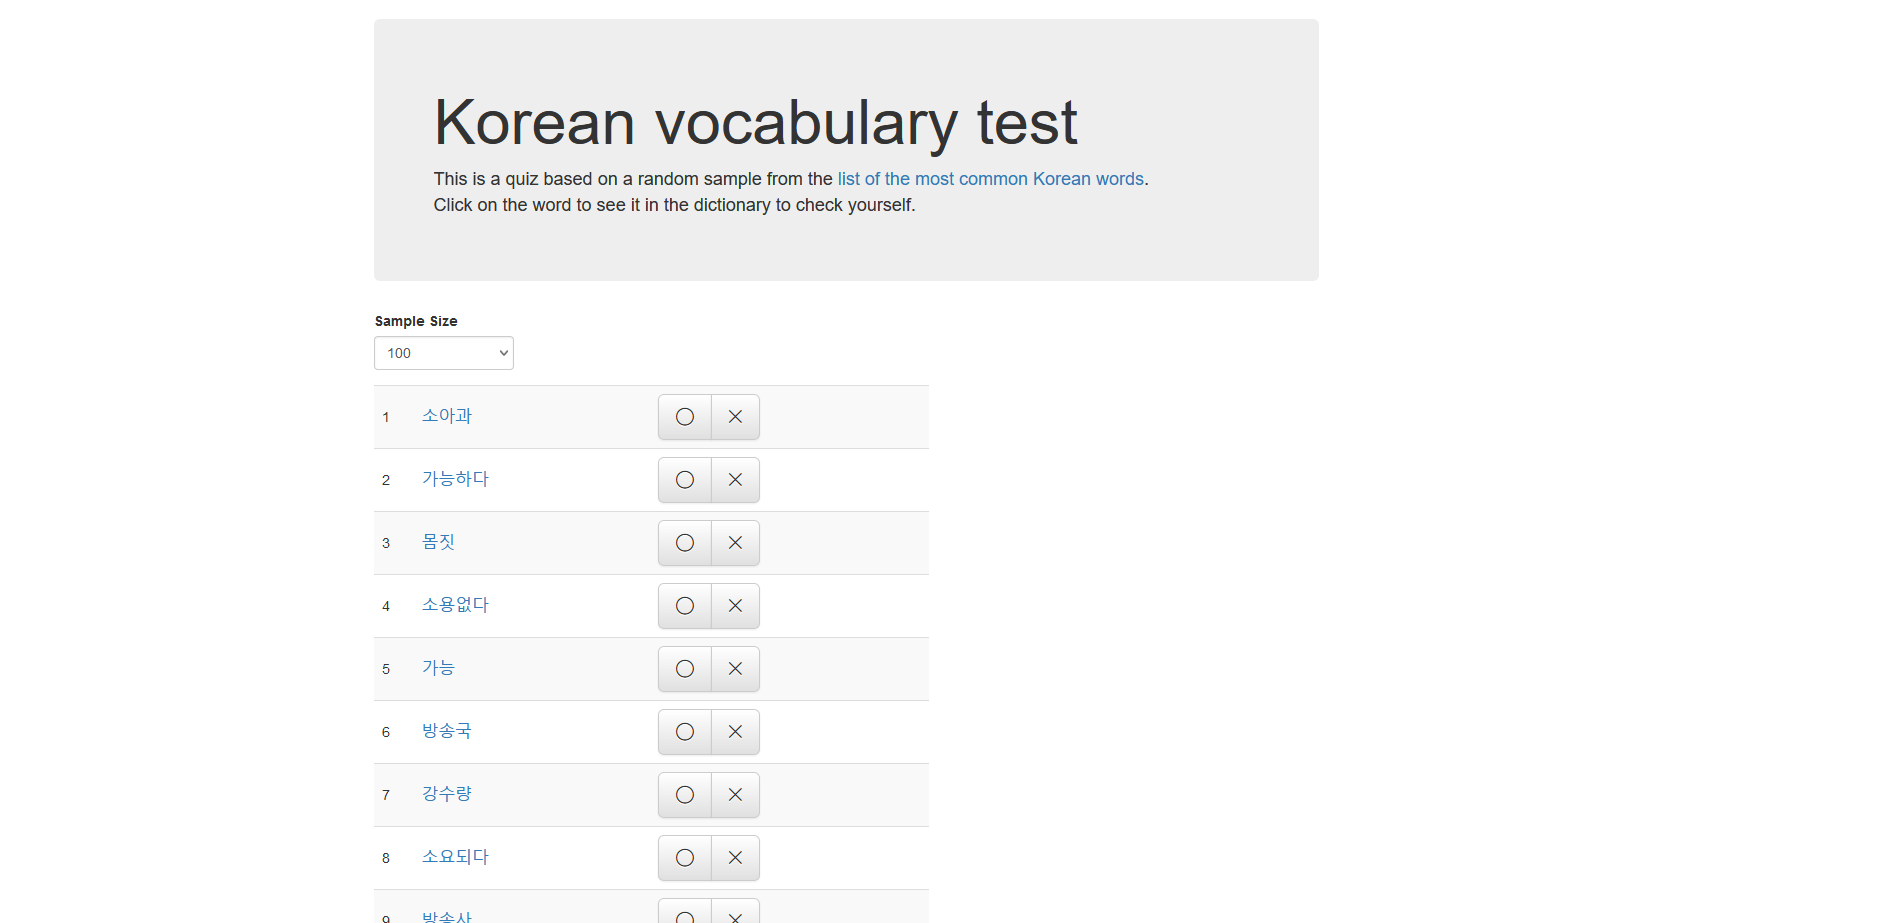 Korean vocabulary test
This is a quiz based on a random sample from the list of the most common Korean words.
Click on the word to see it in the dictionary to check yourself.
Sample Size
100
1 소아과
2 가능하다
3 몸짓
4 소용없다
5 가능
6 방송국
7 강수량
8 소요되다
9 방송사